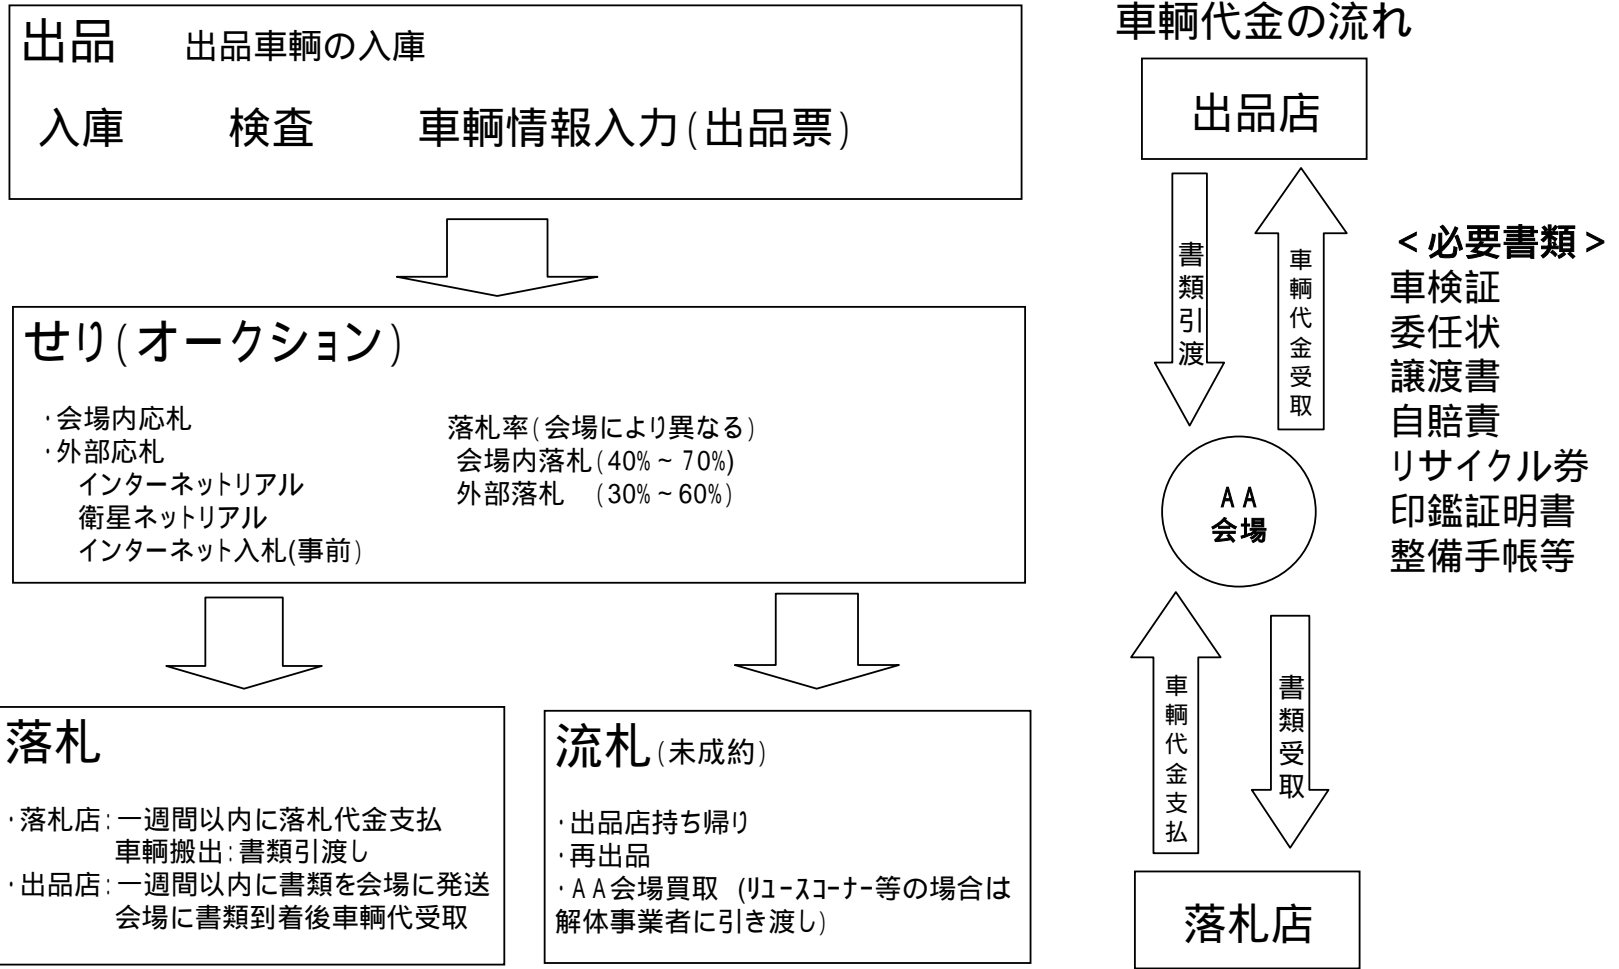 出品 出品車輌の入庫
入庫 検査 車輌情報入力(出品票)
せり(オークション)
・会場内応札
・外部応札
インターネットリアル
衛星ネットリアル
インターネット入札(事前)
落札率(会場により異なる)
会場内落札(40%~70%)
外部落札 (30%~60%)
落札
・落札店:一週間以内に落札代金支払
車輌搬出:書類引渡し
・出品店:一週間以内に書類を会場に発送
会場に書類到着後車輌代受取
流札(未成約)
・出品店持ち帰り
・再出品
・AA会場買取 (リユースコーナー等の場合は
解体事業者に引き渡し)
車輌代金の流れ
出品店
書類引渡
車輌代金受取
AA
会場
車輌代金支払
書類受取
落札店
<必要書類>
車検証
委任状
譲渡書
自賠責
リサイクル券
印鑑証明書
整備手帳等